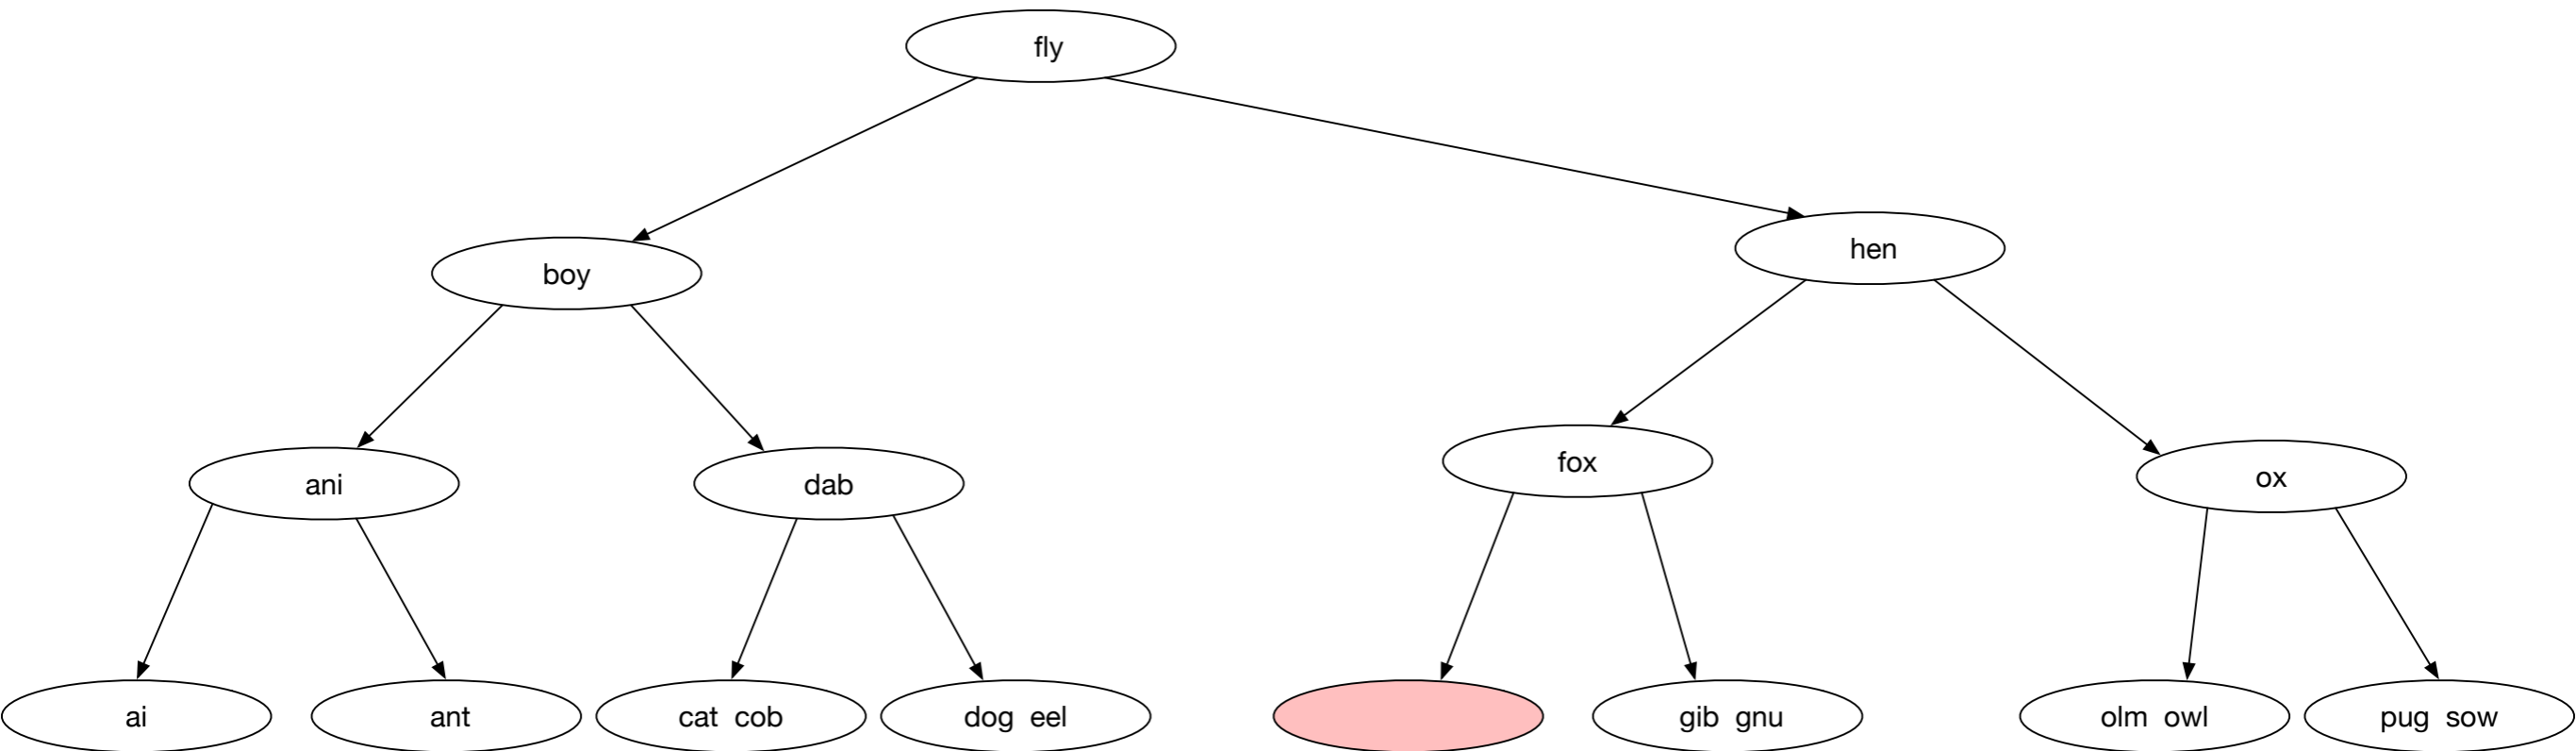 fly
boy
hen
ani
dab
fox
ox
ai
ant
cat cob
dog eel
gib gnu
olm owl
pug sow